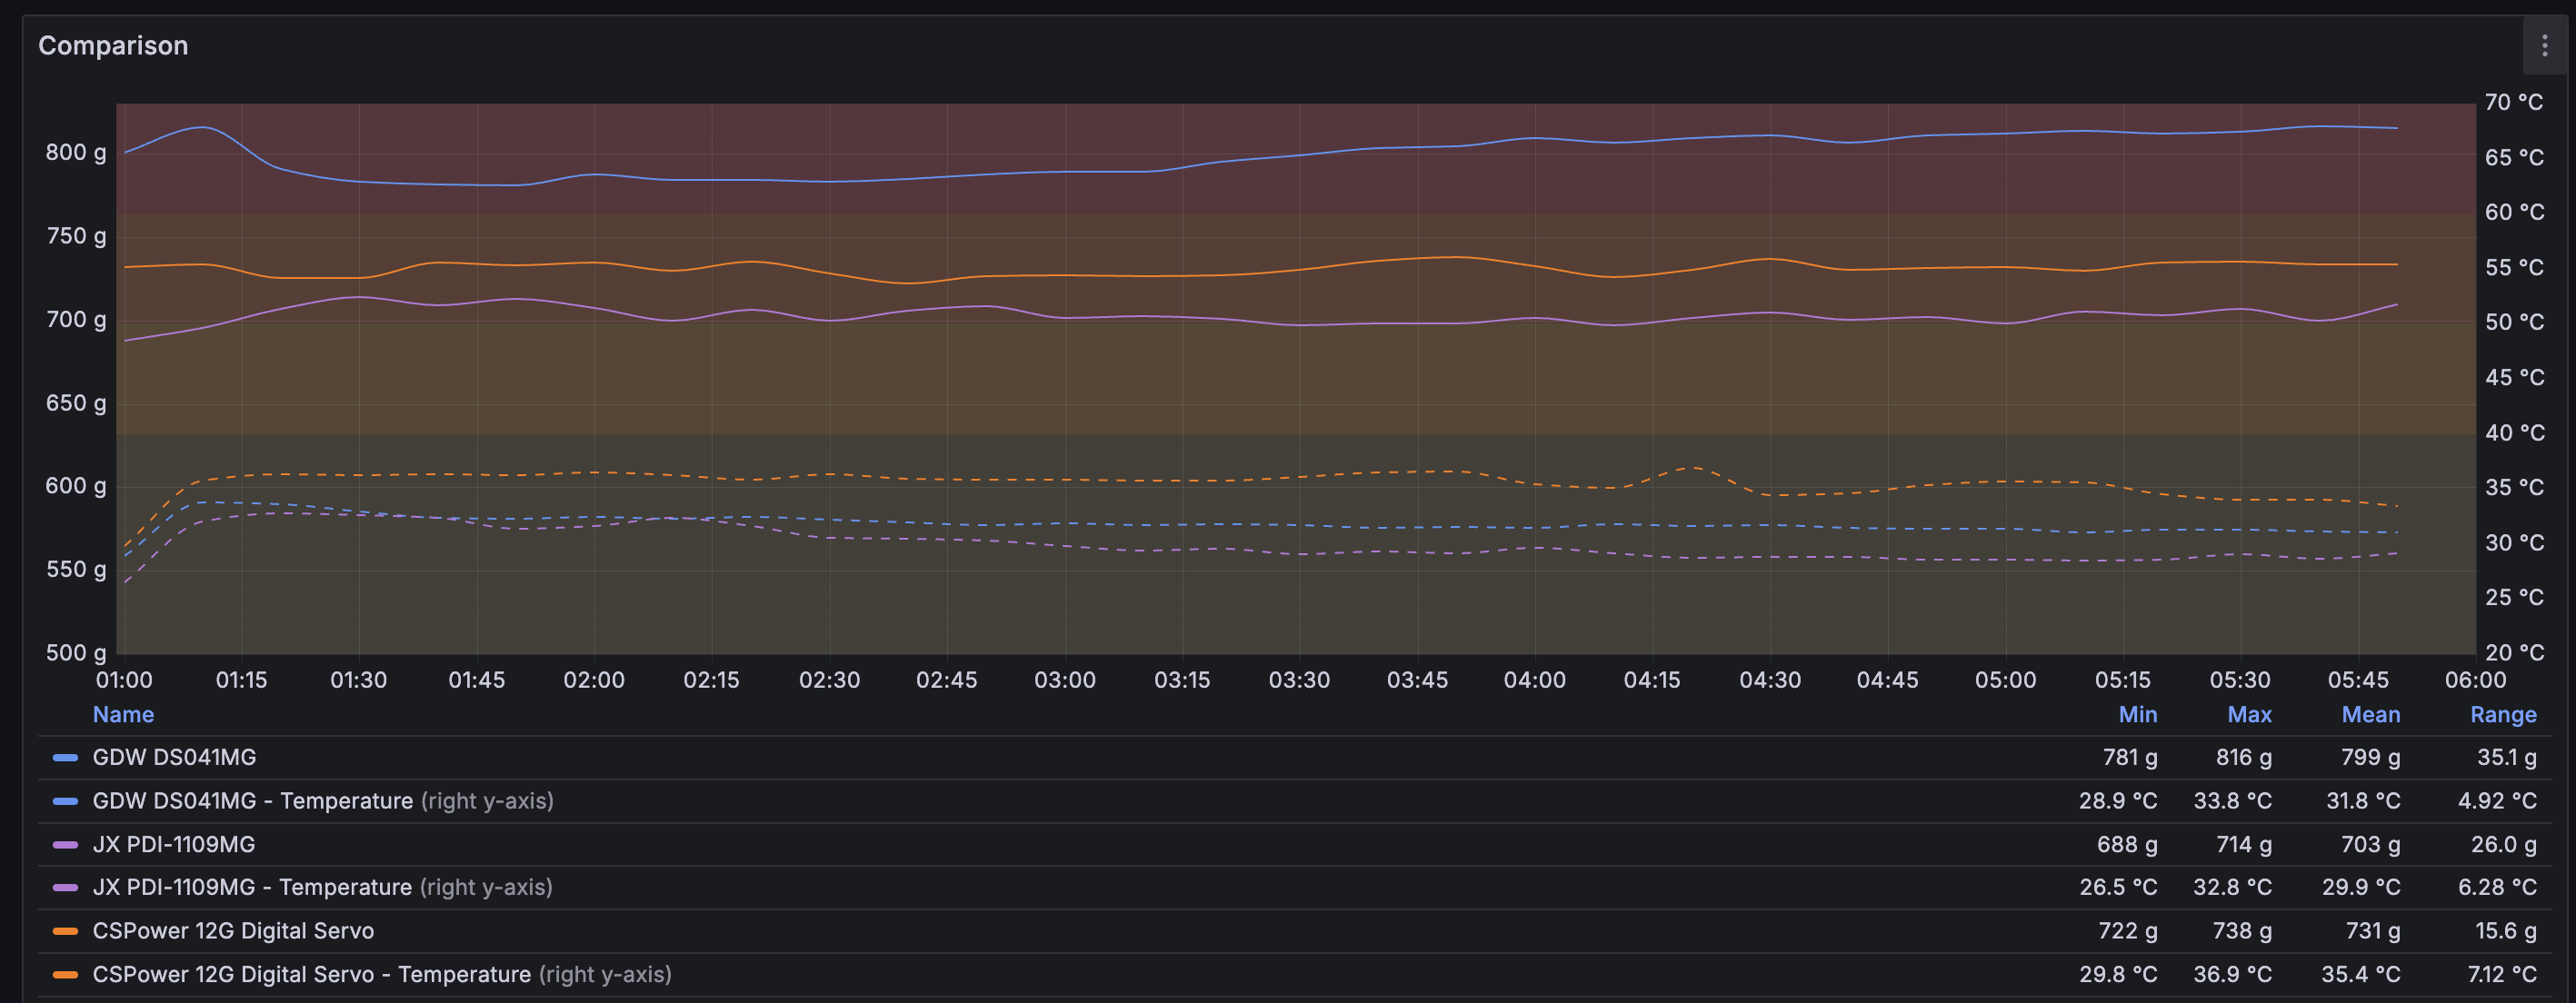 Comparison
70 °C
800 g
65 °C
60 °C
750 g
55 °C
700 g
50 °C
45 °C
650 g
40 °C
600 g
35 °C
550 g
30 °C
25 °C
500 g
20 °C
01:00 01:15 01:30 01:45 02:00 02:15 02:30 02:45 03:00 03:15 03:30 03:45 04:00 04:15 04:30 04:45 05:00 05:15 05:30 05:45 06:00
Name Min Max Mean Range
GDW DS041MG 781 g 816 g 799 g 35.1 g
GDW DS041MG - Temperature (right y-axis) 28.9 °C 33.8 °C 31.8 °C 4.92 °C
JX PDI-1109MG 688 g 714 g 703 g 26.0 g
JX PDI-1109MG - Temperature (right y-axis) 26.5 °C 32.8 °C 29.9 °C 6.28 °C
CSPower 12G Digital Servo 722 g 738 g 731 g 15.6 g
CSPower 12G Digital Servo - Temperature (right y-axis) 29.8 °C 36.9 °C 35.4 °C 7.12 °C